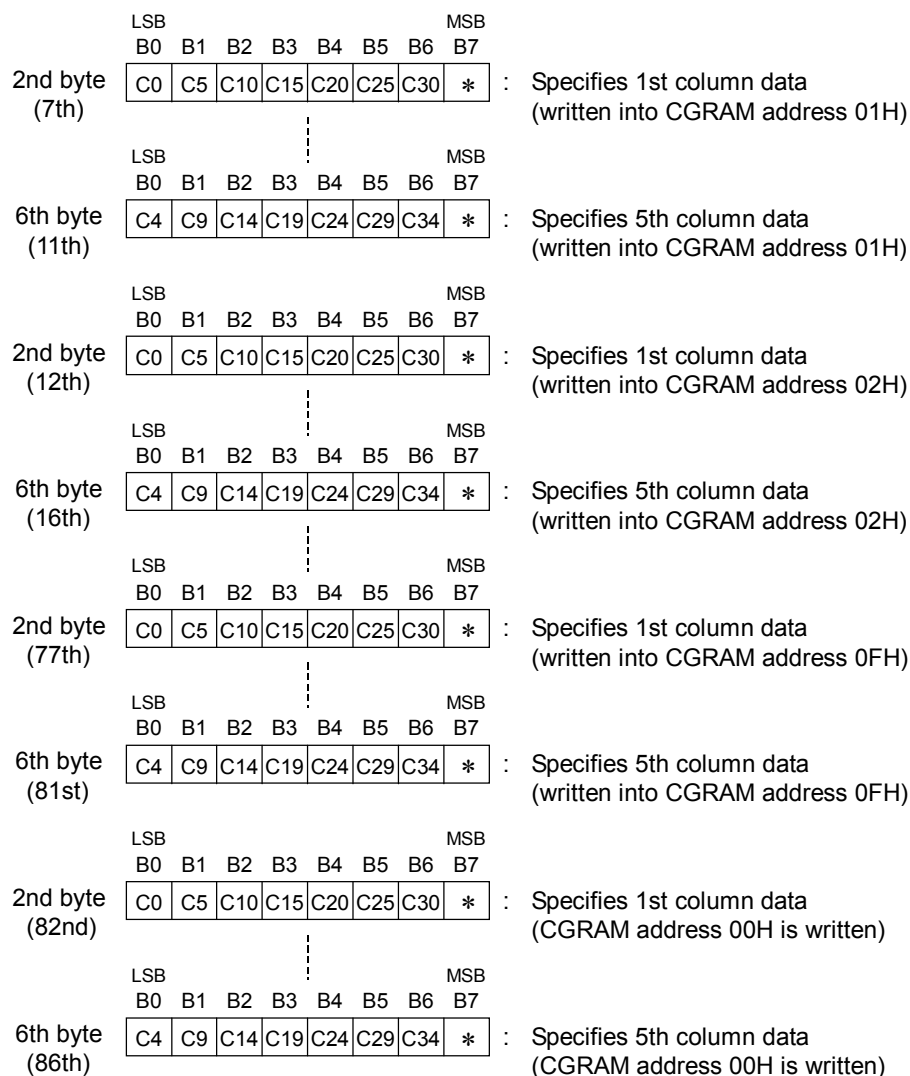 LSB MSB
B0 B1 B2 B3 B4 B5 B6 B7
2nd byte C0 C5 C10 C15 C20 C25 C30 * : Specifies 1st column data
(7th) (written into CGRAM address 01H)
LSB MSB
B0 B1 B2 B3 B4 B5 B6 B7
6th byte C4 C9 C14 C19 C24 C29 C34 * : Specifies 5th column data
(11th) (written into CGRAM address 01H)
LSB MSB
B0 B1 B2 B3 B4 B5 B6 B7
2nd byte C0 C5 C10 C15 C20 C25 C30 * : Specifies 1st column data
(12th) (written into CGRAM address 02H)
LSB MSB
B0 B1 B2 B3 B4 B5 B6 B7
6th byte C4 C9 C14 C19 C24 C29 C34 * : Specifies 5th column data
(16th) (written into CGRAM address 02H)
LSB MSB
B0 B1 B2 B3 B4 B5 B6 B7
2nd byte C0 C5 C10 C15 C20 C25 C30 * : Specifies 1st column data
(77th) (written into CGRAM address 0FH)
LSB MSB
B0 B1 B2 B3 B4 B5 B6 B7
6th byte C4 C9 C14 C19 C24 C29 C34 * : Specifies 5th column data
(81st) (written into CGRAM address 0FH)
LSB MSB
B0 B1 B2 B3 B4 B5 B6 B7
2nd byte C0 C5 C10 C15 C20 C25 C30 * : Specifies 1st column data
(82nd) (CGRAM address 00H is written)
LSB MSB
B0 B1 B2 B3 B4 B5 B6 B7
6th byte C4 C9 C14 C19 C24 C29 C34 * : Specifies 5th column data
(86th) (CGRAM address 00H is written)